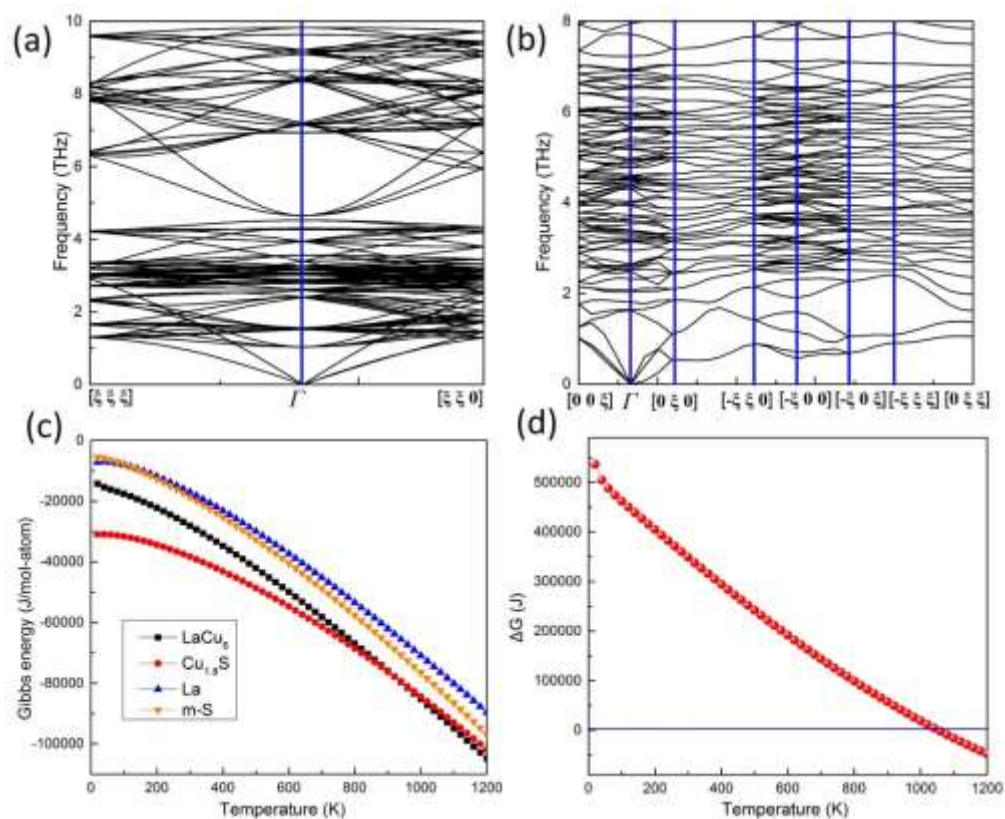 (a)
Frequency (THz)
10
8
6
4
2
0
[ξ ξ ξ]
Γ
[ξ ξ 0]
(b)
Frequency (THz)
8
6
4
2
0
[0 0 ξ] Γ [0 ξ 0] [-ξ ξ 0] [-ξ 0 0] [-ξ 0 ξ] [-ξ ξ ξ] [0 ξ ξ]
(c)
Gibbs energy (J/mol-atom)
0
-20000
-40000
-60000
-80000
-100000
LaCu₆
Cu₁.₈S
La
m-S
0 200 400 600 800 1000 1200
Temperature (K)
(d)
ΔG (J)
500000
400000
300000
200000
100000
0
0 200 400 600 800 1000 1200
Temperature (K)